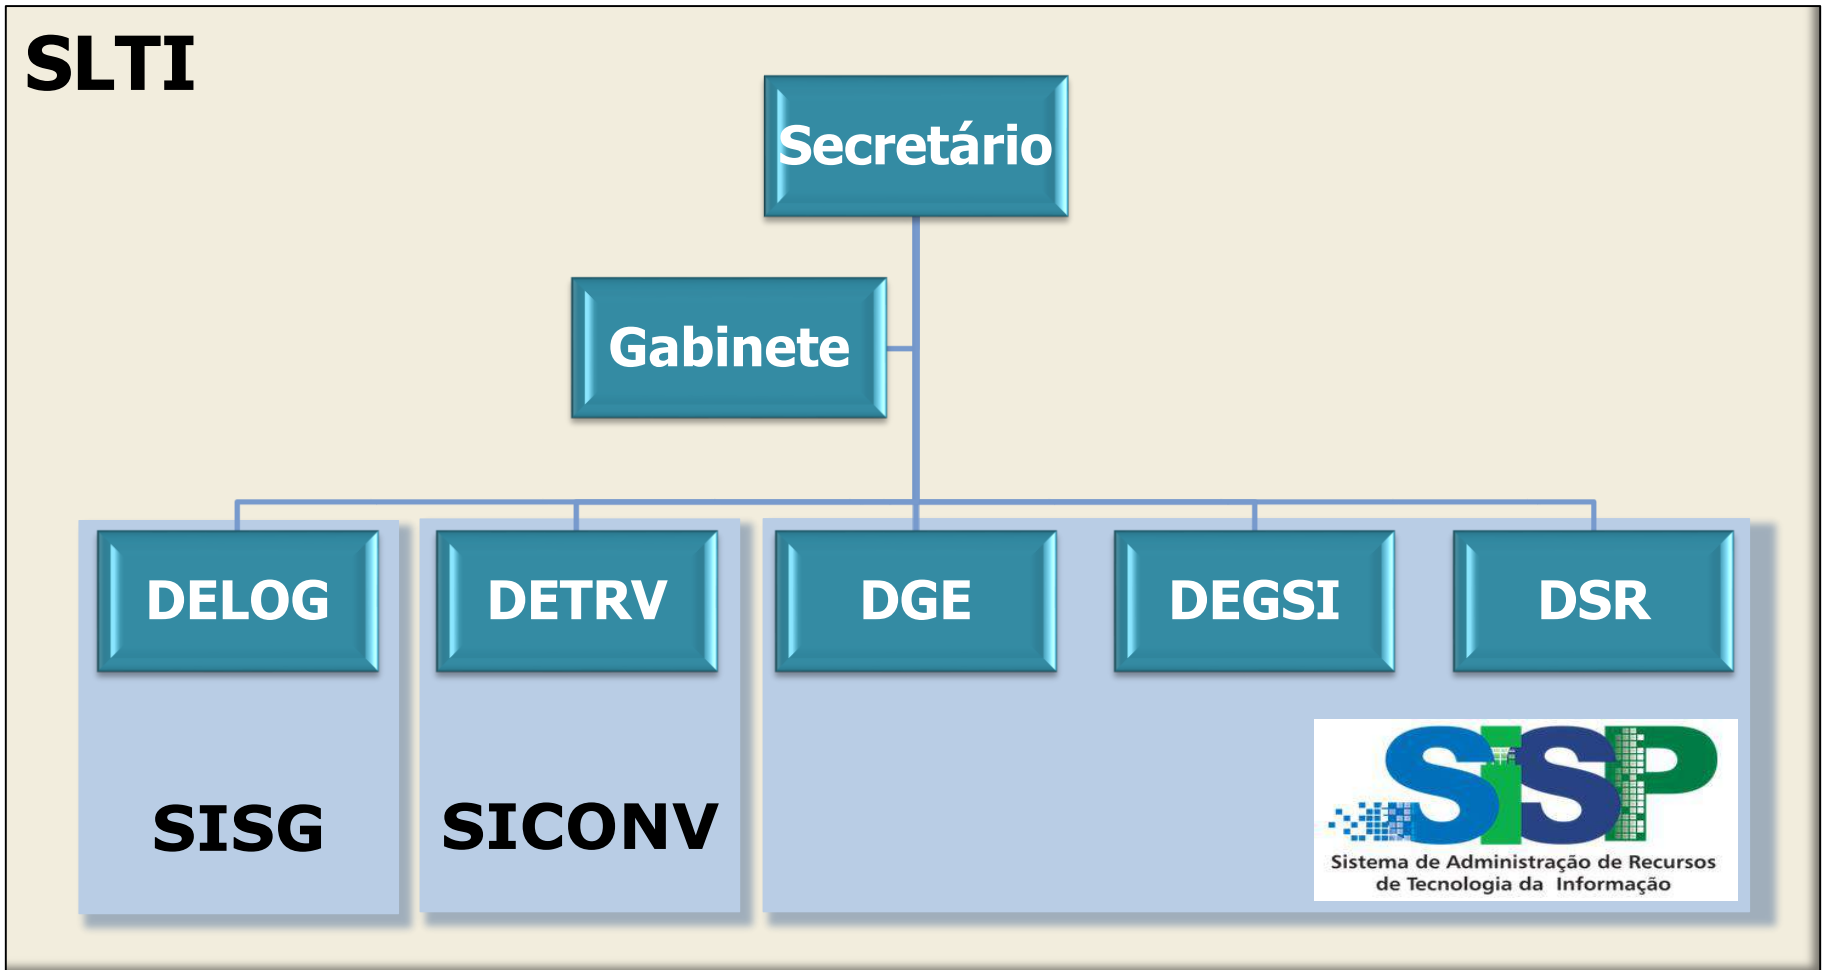 SLTI
Secretário
Gabinete
DELOG
DETRV
DGE
DEGSI
DSR
SISG
SICONV
SiSP
Sistema de Administração de Recursos
de Tecnologia da Informação